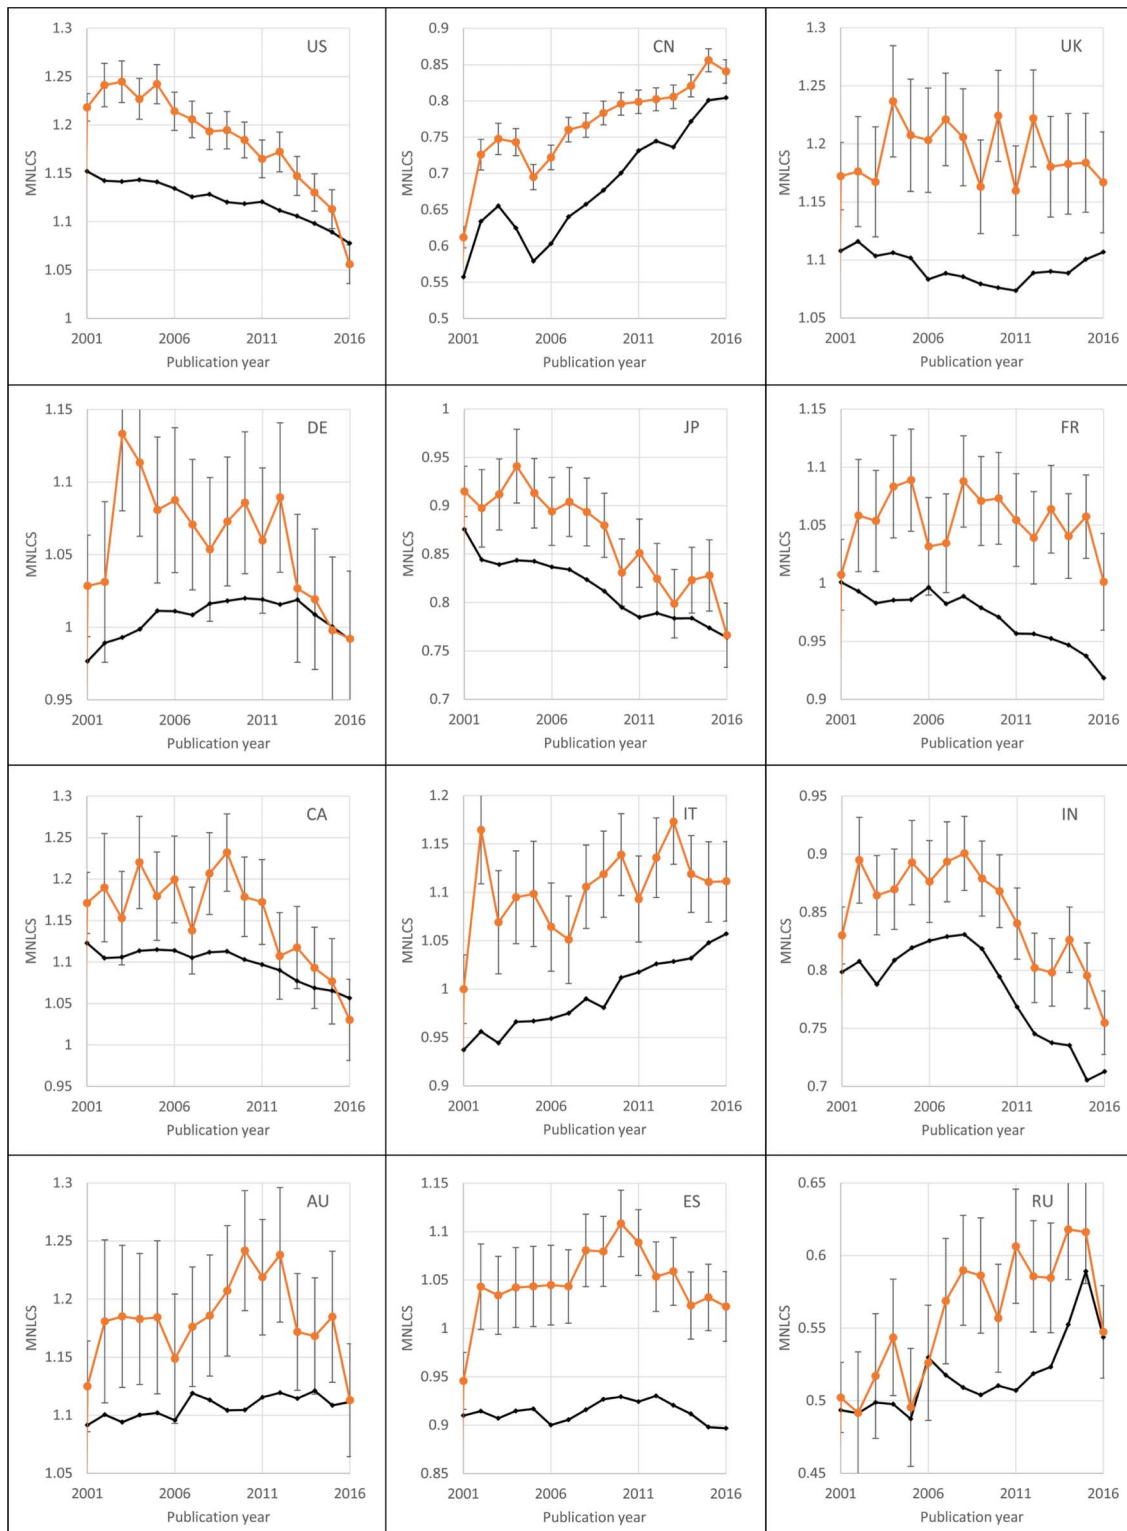 US
MNLCS
1.3
1.25
1.2
1.15
1.1
1.05
1
2001 2006 2011 2016
Publication year
CN
MNLCS
0.9
0.85
0.8
0.75
0.7
0.65
0.6
0.55
0.5
2001 2006 2011 2016
Publication year
UK
MNLCS
1.3
1.25
1.2
1.15
1.1
1.05
2001 2006 2011 2016
Publication year
DE
MNLCS
1.15
1.1
1.05
1
0.95
2001 2006 2011 2016
Publication year
JP
MNLCS
1
0.95
0.9
0.85
0.8
0.75
0.7
2001 2006 2011 2016
Publication year
FR
MNLCS
1.15
1.1
1.05
1
0.95
0.9
2001 2006 2011 2016
Publication year
CA
MNLCS
1.3
1.25
1.2
1.15
1.1
1.05
1
0.95
2001 2006 2011 2016
Publication year
IT
MNLCS
1.2
1.15
1.1
1.05
1
0.95
0.9
2001 2006 2011 2016
Publication year
IN
MNLCS
0.95
0.9
0.85
0.8
0.75
0.7
2001 2006 2011 2016
Publication year
AU
MNLCS
1.3
1.25
1.2
1.15
1.1
1.05
2001 2006 2011 2016
Publication year
ES
MNLCS
1.15
1.1
1.05
1
0.95
0.9
0.85
2001 2006 2011 2016
Publication year
RU
MNLCS
0.65
0.6
0.55
0.5
0.45
2001 2006 2011 2016
Publication year